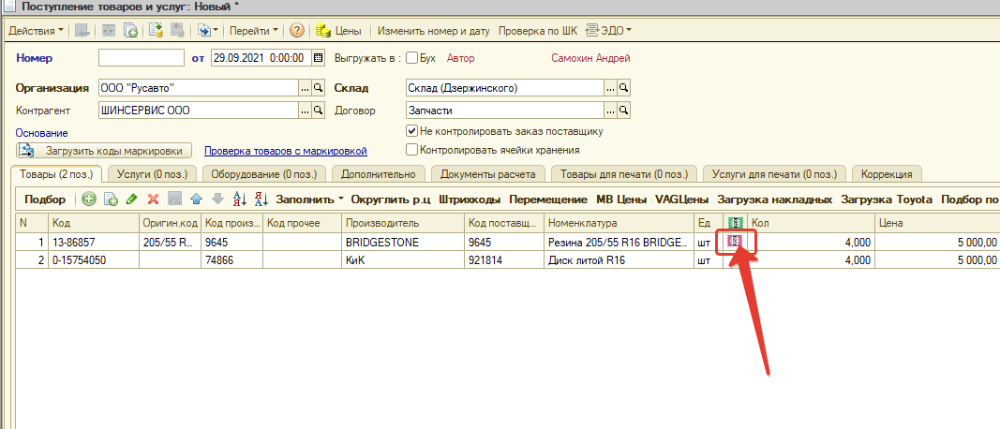 Поступление товаров и услуг: Новый *
Действия Перейти ? Цены Изменить номер и дату Проверка по ШК ЭДО
Номер от 29.09.2021 0:00:00 Выгружать в : Бух Автор Самохин Андрей
Организация ООО "Русавто" ... Склад Склад (Дзержинского) ...
Контрагент ШИНСЕРВИС ООО ... Договор Запчасти ...
Основание Не контролировать заказ поставщику
Загрузить коды маркировки Проверка товаров с маркировкой Контролировать ячейки хранения
Товары (2 поз.) Услуги (0 поз.) Оборудование (0 поз.) Дополнительно Документы расчета Товары для печати (0 поз.) Услуги для печати (0 поз.) Коррекция
Подбор Заполнить Округлить р.ц Штрихкоды Перемещение МВ Цены VAGЦены Загрузка накладных Загрузка Toyota Подбор по
N Код Оригин.код Код произ... Код прочее Производитель Код поставщ... Номенклатура Ед Кол Цена
1 13-86857 205/55 R... 9645 BRIDGESTONE 9645 Резина 205/55 R16 BRIDGE... шт 4,000 5 000,00
2 0-15754050 74866 КиК 921814 Диск литой R16 шт 4,000 5 000,00